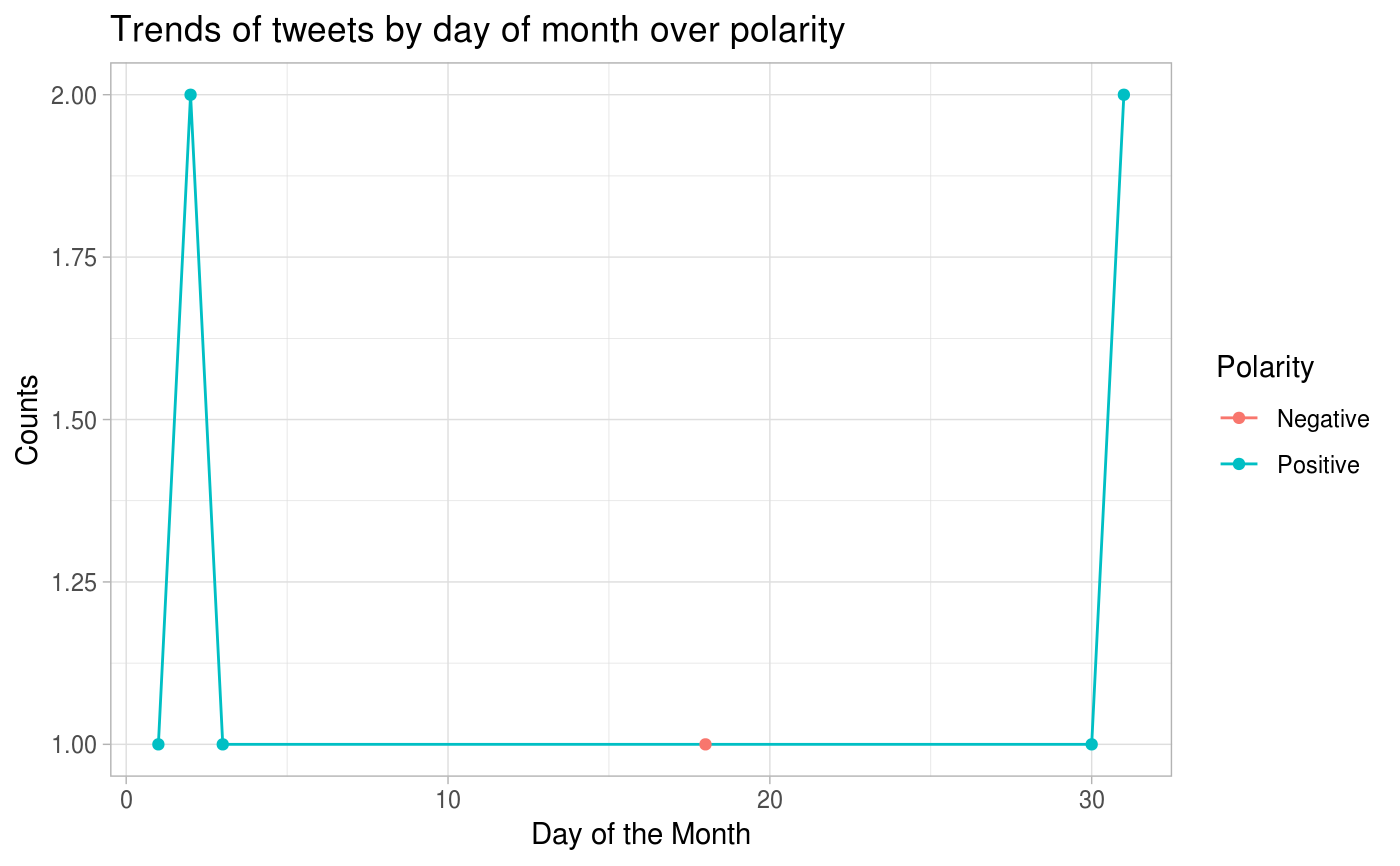 Trends of tweets by day of month over polarity
2.00
1.75
1.50
1.25
1.00
Counts
0
10
20
30
Day of the Month
Polarity
Negative
Positive